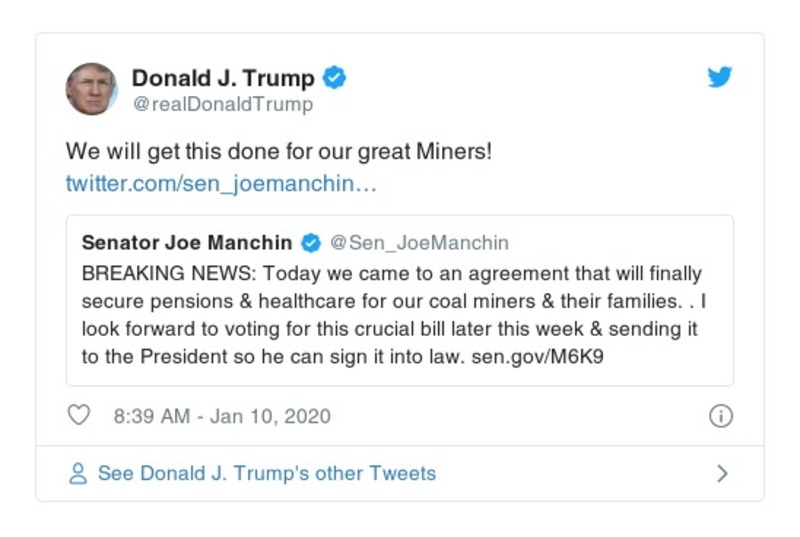 Donald J. Trump
@realDonaldTrump
We will get this done for our great Miners!
twitter.com/sen_joemanchin…
Senator Joe Manchin @Sen_JoeManchin
BREAKING NEWS: Today we came to an agreement that will finally
secure pensions & healthcare for our coal miners & their families. . I
look forward to voting for this crucial bill later this week & sending it
to the President so he can sign it into law. sen.gov/M6K9
8:39 AM - Jan 10, 2020
See Donald J. Trump's other Tweets